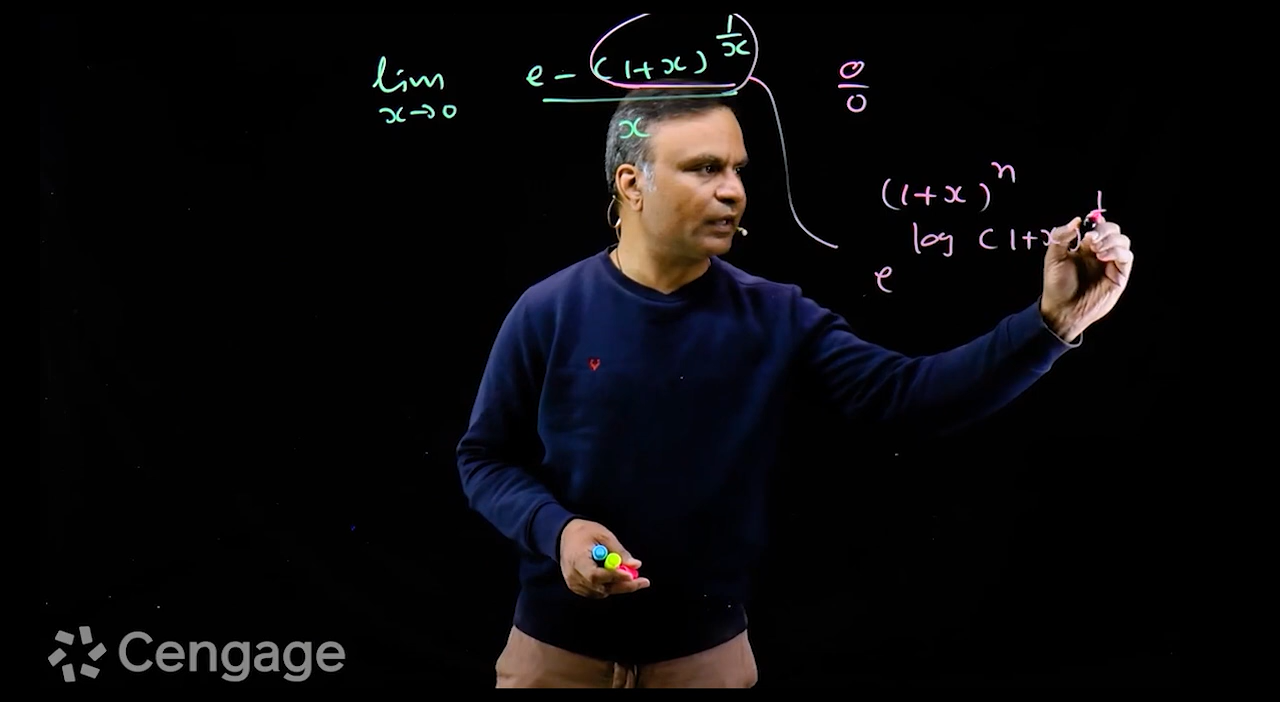 lim x→0 e - (1+x)^(1/x) / x
0/0
(1+x)^n
e^(log (1+x)
Cengage